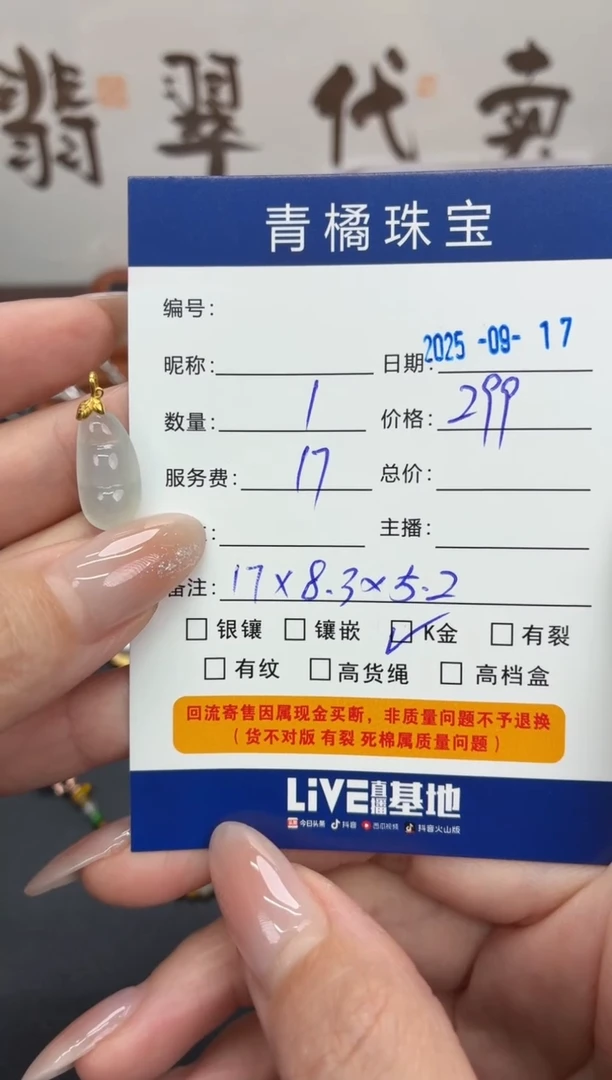 翡翠代卖
青橘珠宝
编号：
昵称： 日期： 2025 -09- 17
数量： 1 价格： 299
服务费： 17 总价：
： 主播：
备注： 17×8.3×5.2
银镶 镶嵌 K金 有裂
有纹 高货绳 高档盒
回流寄售因属现金买断，非质量问题不予退换
（货不对版 有裂 死棉属质量问题）
LIVE直播基地
今日头条 抖音 西瓜视频 抖音火山版